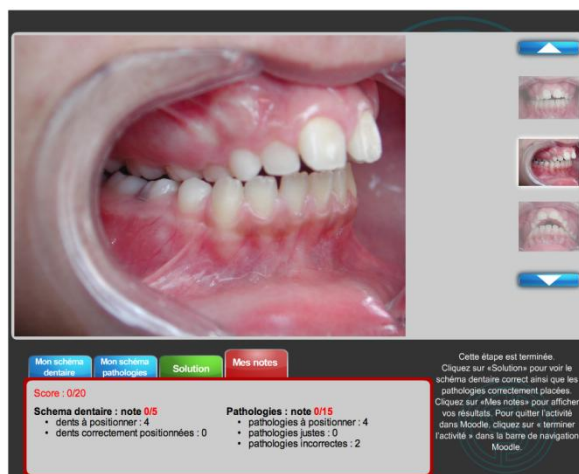 Mon schéma
dentaire
Mon schéma
pathologies
Solution
Mes notes
Score : 0/20
Schema dentaire : note 0/5
• dents à positionner : 4
• dents correctement positionnées : 0
Pathologies : note 0/15
• pathologies à positionner : 4
• pathologies justes : 0
• pathologies incorrectes : 2
Cette étape est terminée.
Cliquez sur «Solution» pour voir le
schéma dentaire correct ainsi que les
pathologies correctement placées.
Cliquez sur «Mes notes» pour afficher
vos résultats. Pour quitter l'activité
dans Moodle, cliquez sur « terminer
l'activité » dans la barre de navigation
Moodle.